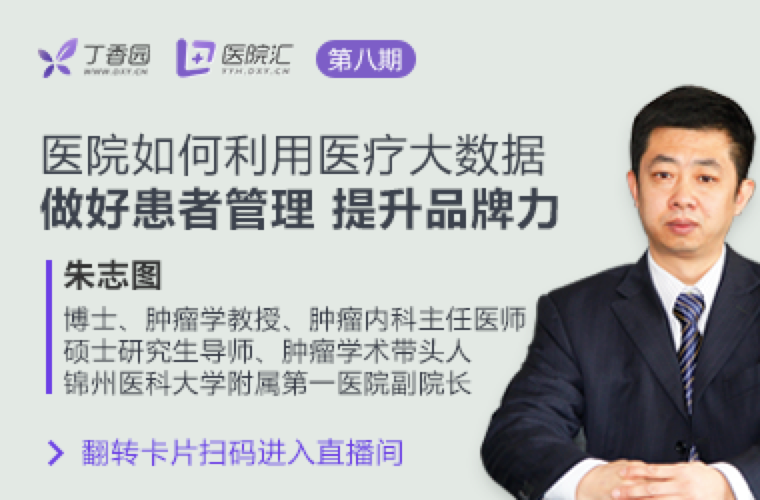 丁香园 医院汇 第八期
WWW.DXY.CN YYH.DXY.CN
医院如何利用医疗大数据
做好患者管理 提升品牌力
朱志图
博士、肿瘤学教授、肿瘤内科主任医师
硕士研究生导师、肿瘤学术带头人
锦州医科大学附属第一医院副院长
翻转卡片扫码进入直播间